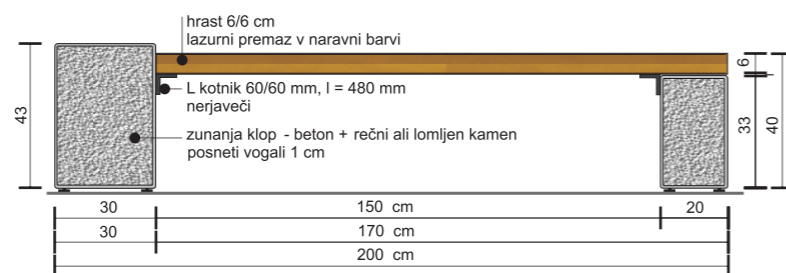 hrast 6/6 cm
lazurni premaz v naravni barvi
L kotnik 60/60 mm, l = 480 mm
nerjaveči
zunanja klop - beton + rečni ali lomljen kamen
posneti vogali 1 cm
43
6
33
40
30
150 cm
20
30
170 cm
200 cm